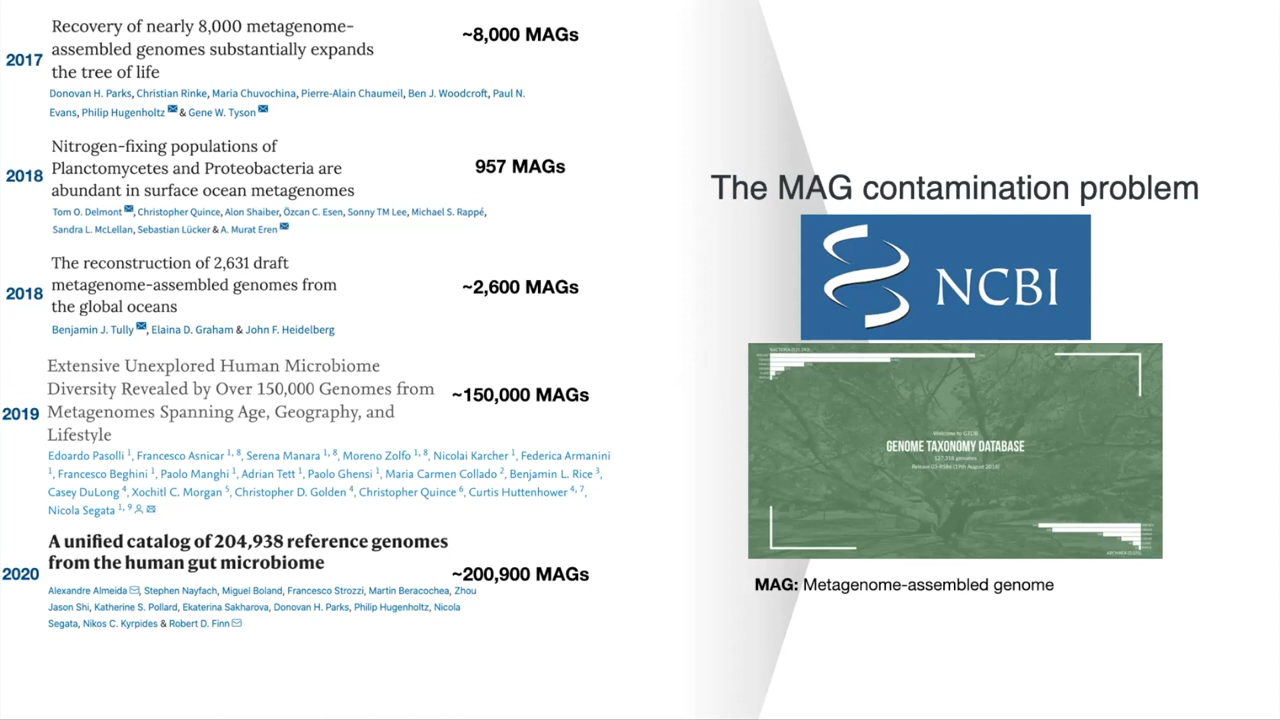 2017
Recovery of nearly 8,000 metagenome-
assembled genomes substantially expands
the tree of life
Donovan H. Parks, Christian Rinke, Maria Chuvochina, Pierre-Alain Chaumeil, Ben J. Woodcroft, Paul N.
Evans, Philip Hugenholtz & Gene W. Tyson
~8,000 MAGs
2018
Nitrogen-fixing populations of
Planctomycetes and Proteobacteria are
abundant in surface ocean metagenomes
Tom O. Delmont, Christopher Quince, Alon Shaiber, Özcan C. Esen, Sonny TM Lee, Michael S. Rappé,
Sandra L. McLellan, Sebastian Lücker & A. Murat Eren
957 MAGs
2018
The reconstruction of 2,631 draft
metagenome-assembled genomes from
the global oceans
Benjamin J. Tully, Elaina D. Graham & John F. Heidelberg
~2,600 MAGs
2019
Extensive Unexplored Human Microbiome
Diversity Revealed by Over 150,000 Genomes from
Metagenomes Spanning Age, Geography, and
Lifestyle
Edoardo Pasolli 1, Francesco Asnicar 1, 8, Serena Manara 1, 8, Moreno Zolfo 1, 8, Nicolai Karcher 1, Federica Armanini
1, Francesco Beghini 1, Paolo Manghi 1, Adrian Tett 1, Paolo Ghensi 1, Maria Carmen Collado 2, Benjamin L. Rice 3,
Casey DuLong 4, Xochitl C. Morgan 5, Christopher D. Golden 4, Christopher Quince 6, Curtis Huttenhower 4, 7,
Nicola Segata 1, 9
~150,000 MAGs
2020
A unified catalog of 204,938 reference genomes
from the human gut microbiome
Alexandre Almeida, Stephen Nayfach, Miguel Boland, Francesco Strozzi, Martin Beracochea, Zhou
Jason Shi, Katherine S. Pollard, Ekaterina Sakharova, Donovan H. Parks, Philip Hugenholtz, Nicola
Segata, Nikos C. Kyrpides & Robert D. Finn
~200,900 MAGs
The MAG contamination problem
NCBI
Welcome to GTDB
GENOME TAXONOMY DATABASE
genomes
Release 03-RS86 (19th August 2018)
MAG: Metagenome-assembled genome